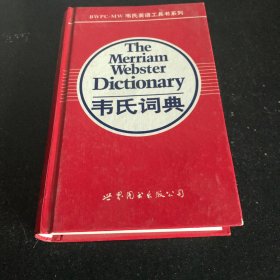 BWPC-MW 韦氏英语工具书系列
The
Merriam
Webster
Dictionary
韦氏词典
世界图书出版公司